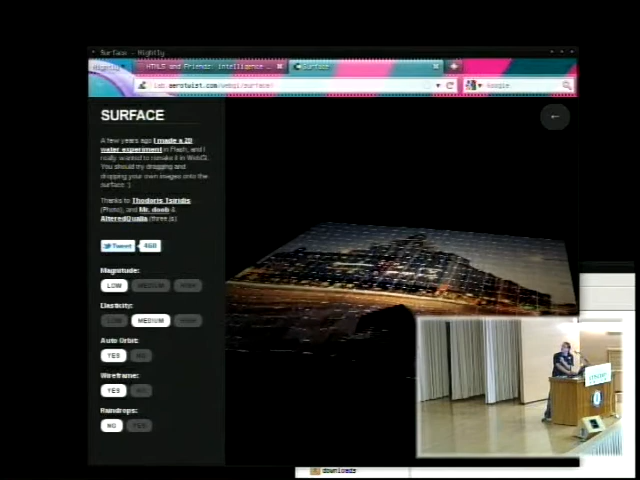 Surface - Nightly
HTML5 and Friends: Intelligence ...
Surface
Nightly
lab.aerotwist.com/webgl/surface/
Google
SURFACE
A few years ago I made a 2D
water experiment in Flash, and I
really wanted to remake it in WebGL.
You should try dragging and
dropping your own images onto the
surface :)
Thanks to Thodoris Tsiridis
(Photo), and Mr. doob &
AlteredQualia (three.js)
Tweet 460
Magnitude:
LOW MEDIUM HIGH
Elasticity:
LOW MEDIUM HIGH
Auto Orbit:
YES NO
Wireframe:
YES NO
Raindrops:
NO YES
downloads